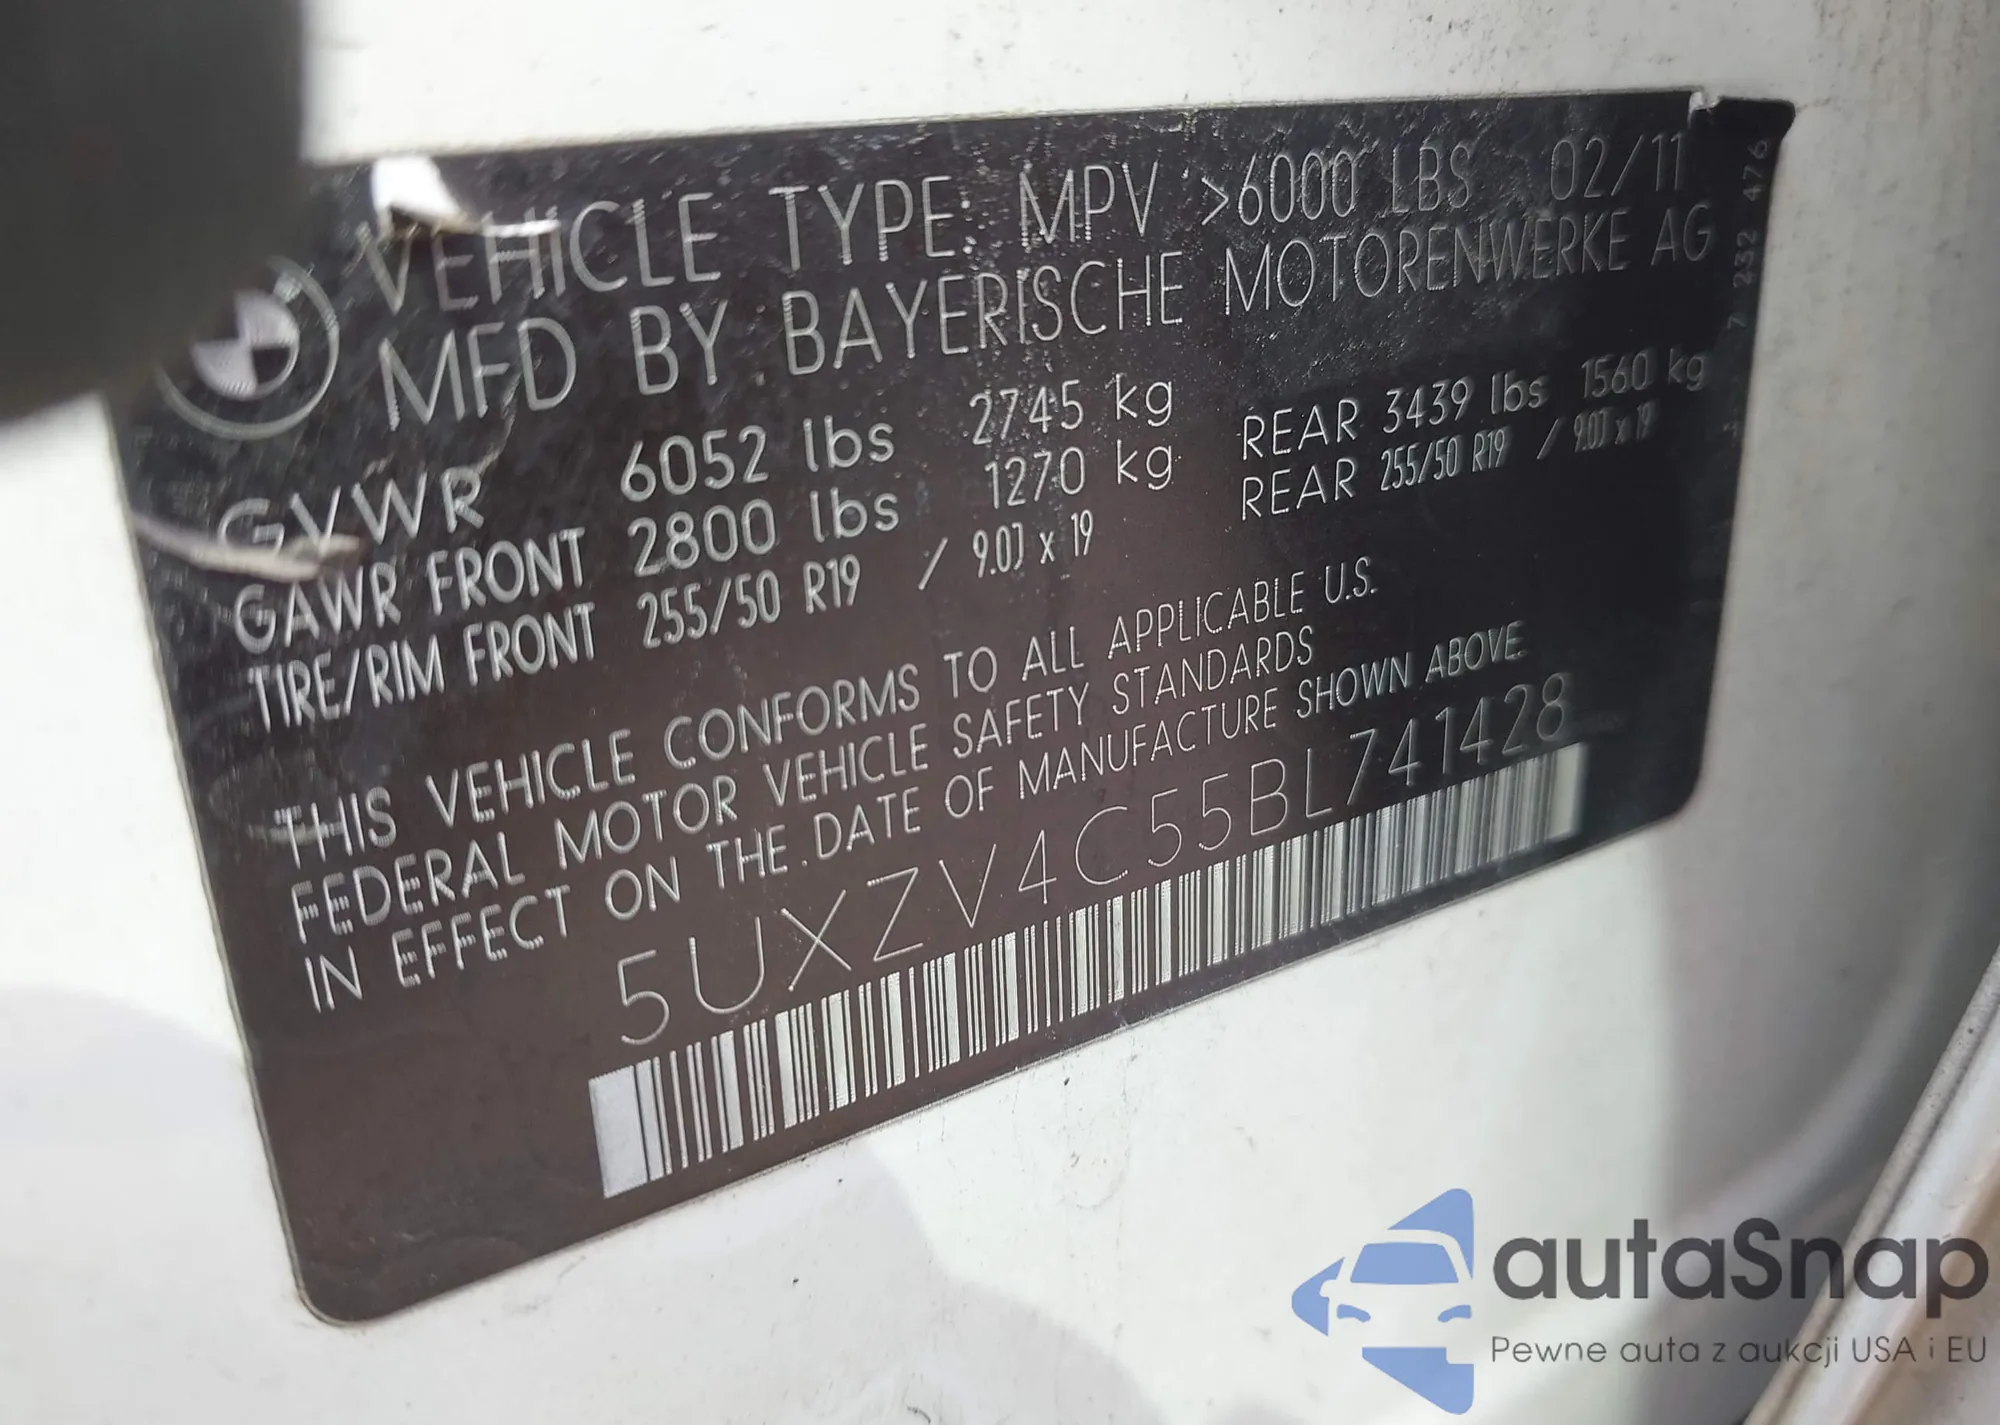 VEHICLE TYPE: MPV >6000 LBS 02/11
MFD BY BAYERISCHE MOTORENWERKE AG
GVWR 6052 lbs 2745 kg
GAWR FRONT 2800 lbs 1270 kg REAR 3439 lbs 1560 kg
TIRE/RIM FRONT 255/50 R19 / 9.0J x 19 REAR 255/50 R19 / 9.0J x 19
THIS VEHICLE CONFORMS TO ALL APPLICABLE U.S.
FEDERAL MOTOR VEHICLE SAFETY STANDARDS
IN EFFECT ON THE DATE OF MANUFACTURE SHOWN ABOVE
5UXZV4C55BL741428
7 232 476
autaSnap
Pewne auta z aukcji USA i EU